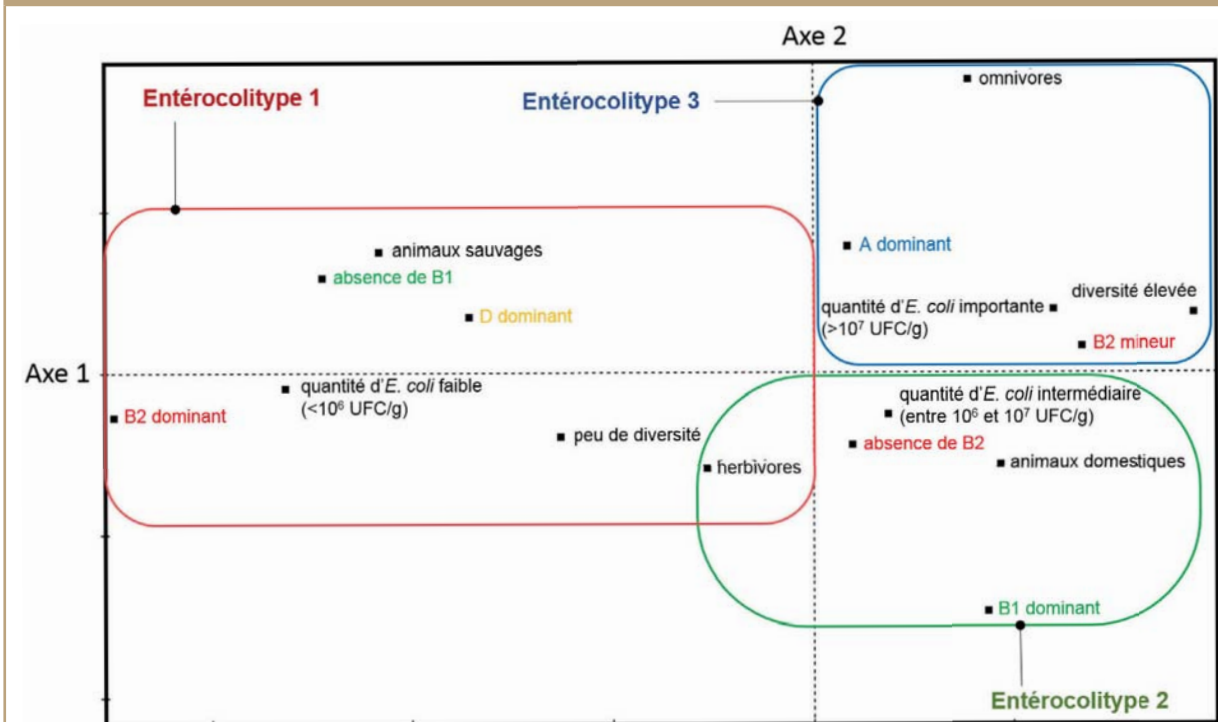 Axe 2
Entérocolitype 1
Entérocolitype 3
omnivores
animaux sauvages
absence de B1
D dominant
A dominant
diversité élevée
quantité d'E. coli importante
(>10⁷ UFC/g)
B2 mineur
Axe 1
quantité d'E. coli faible
(<10⁶ UFC/g)
B2 dominant
peu de diversité
herbivores
quantité d'E. coli intermédiaire
(entre 10⁶ et 10⁷ UFC/g)
absence de B2
animaux domestiques
B1 dominant
Entérocolitype 2